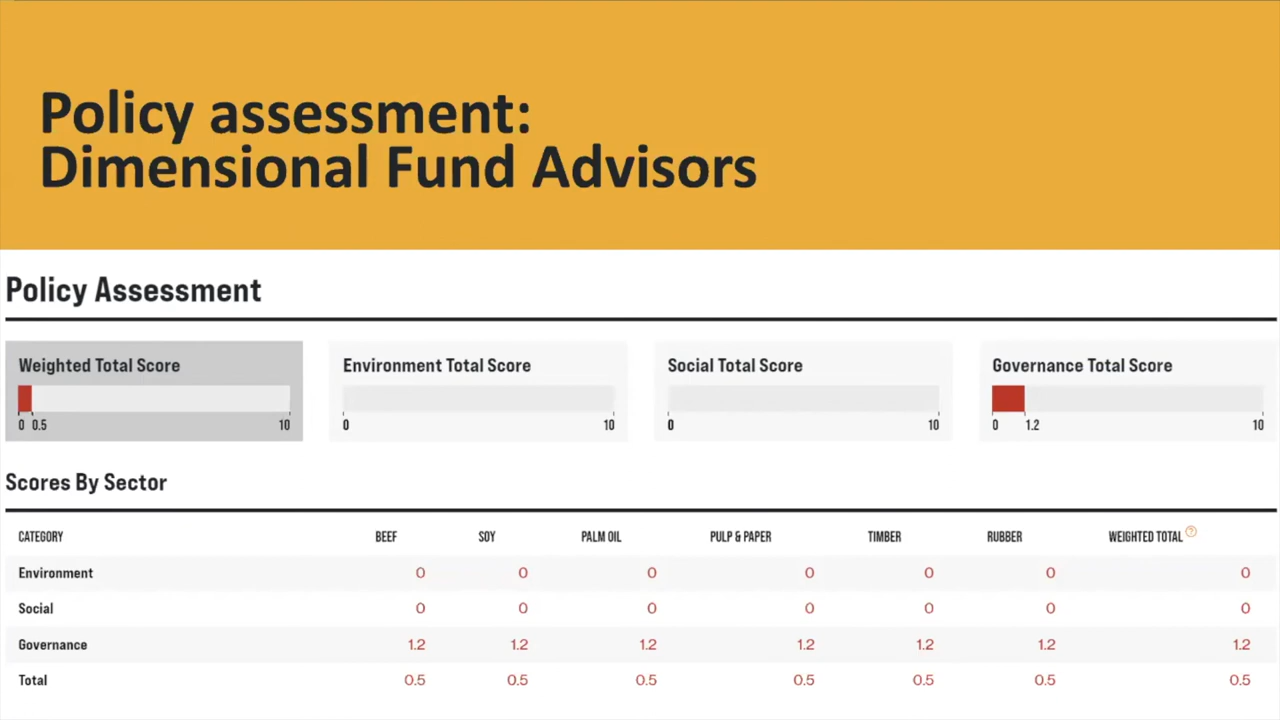 Policy assessment:
Dimensional Fund Advisors
Policy Assessment
Weighted Total Score
0 0.5 10
Environment Total Score
0 10
Social Total Score
0 10
Governance Total Score
0 1.2 10
Scores By Sector
CATEGORY BEEF SOY PALM OIL PULP & PAPER TIMBER RUBBER WEIGHTED TOTAL ?
Environment 0 0 0 0 0 0 0
Social 0 0 0 0 0 0 0
Governance 1.2 1.2 1.2 1.2 1.2 1.2 1.2
Total 0.5 0.5 0.5 0.5 0.5 0.5 0.5